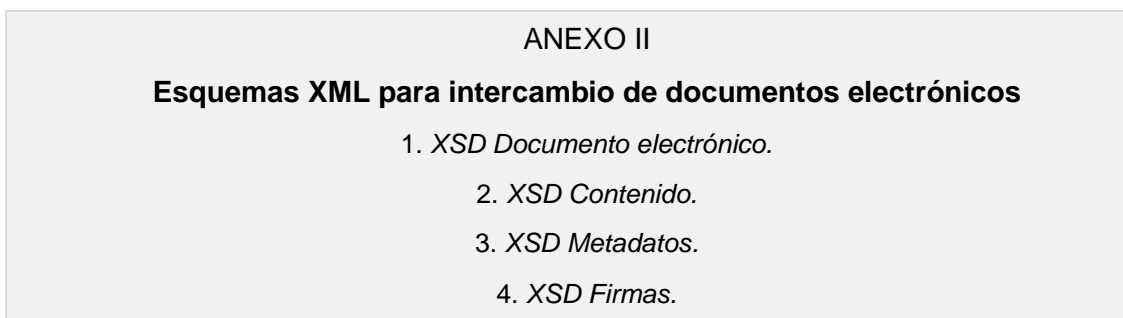 ANEXO II
Esquemas XML para intercambio de documentos electrónicos
1. XSD Documento electrónico.
2. XSD Contenido.
3. XSD Metadatos.
4. XSD Firmas.